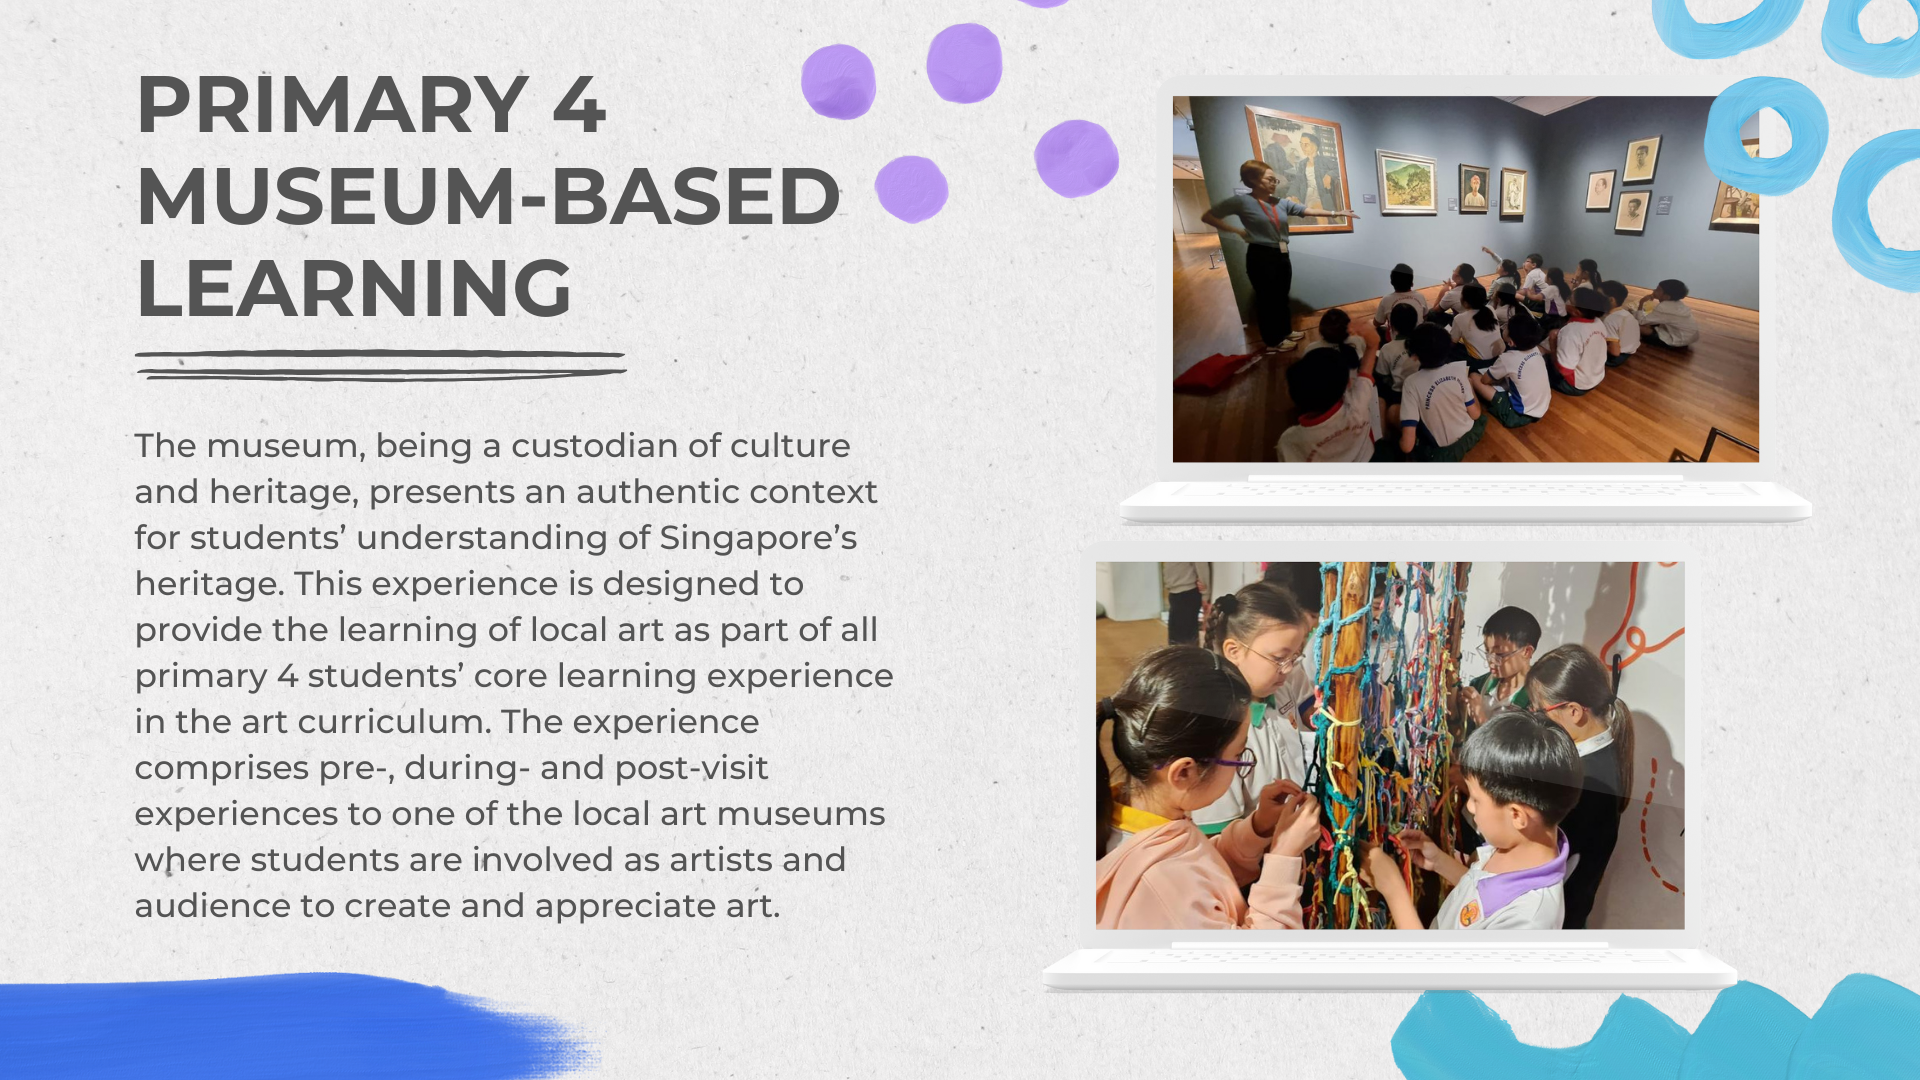 PRIMARY 4
MUSEUM-BASED
LEARNING
The museum, being a custodian of culture
and heritage, presents an authentic context
for students’ understanding of Singapore’s
heritage. This experience is designed to
provide the learning of local art as part of all
primary 4 students’ core learning experience
in the art curriculum. The experience
comprises pre-, during- and post-visit
experiences to one of the local art museums
where students are involved as artists and
audience to create and appreciate art.
PRINCESS ELIZABETH